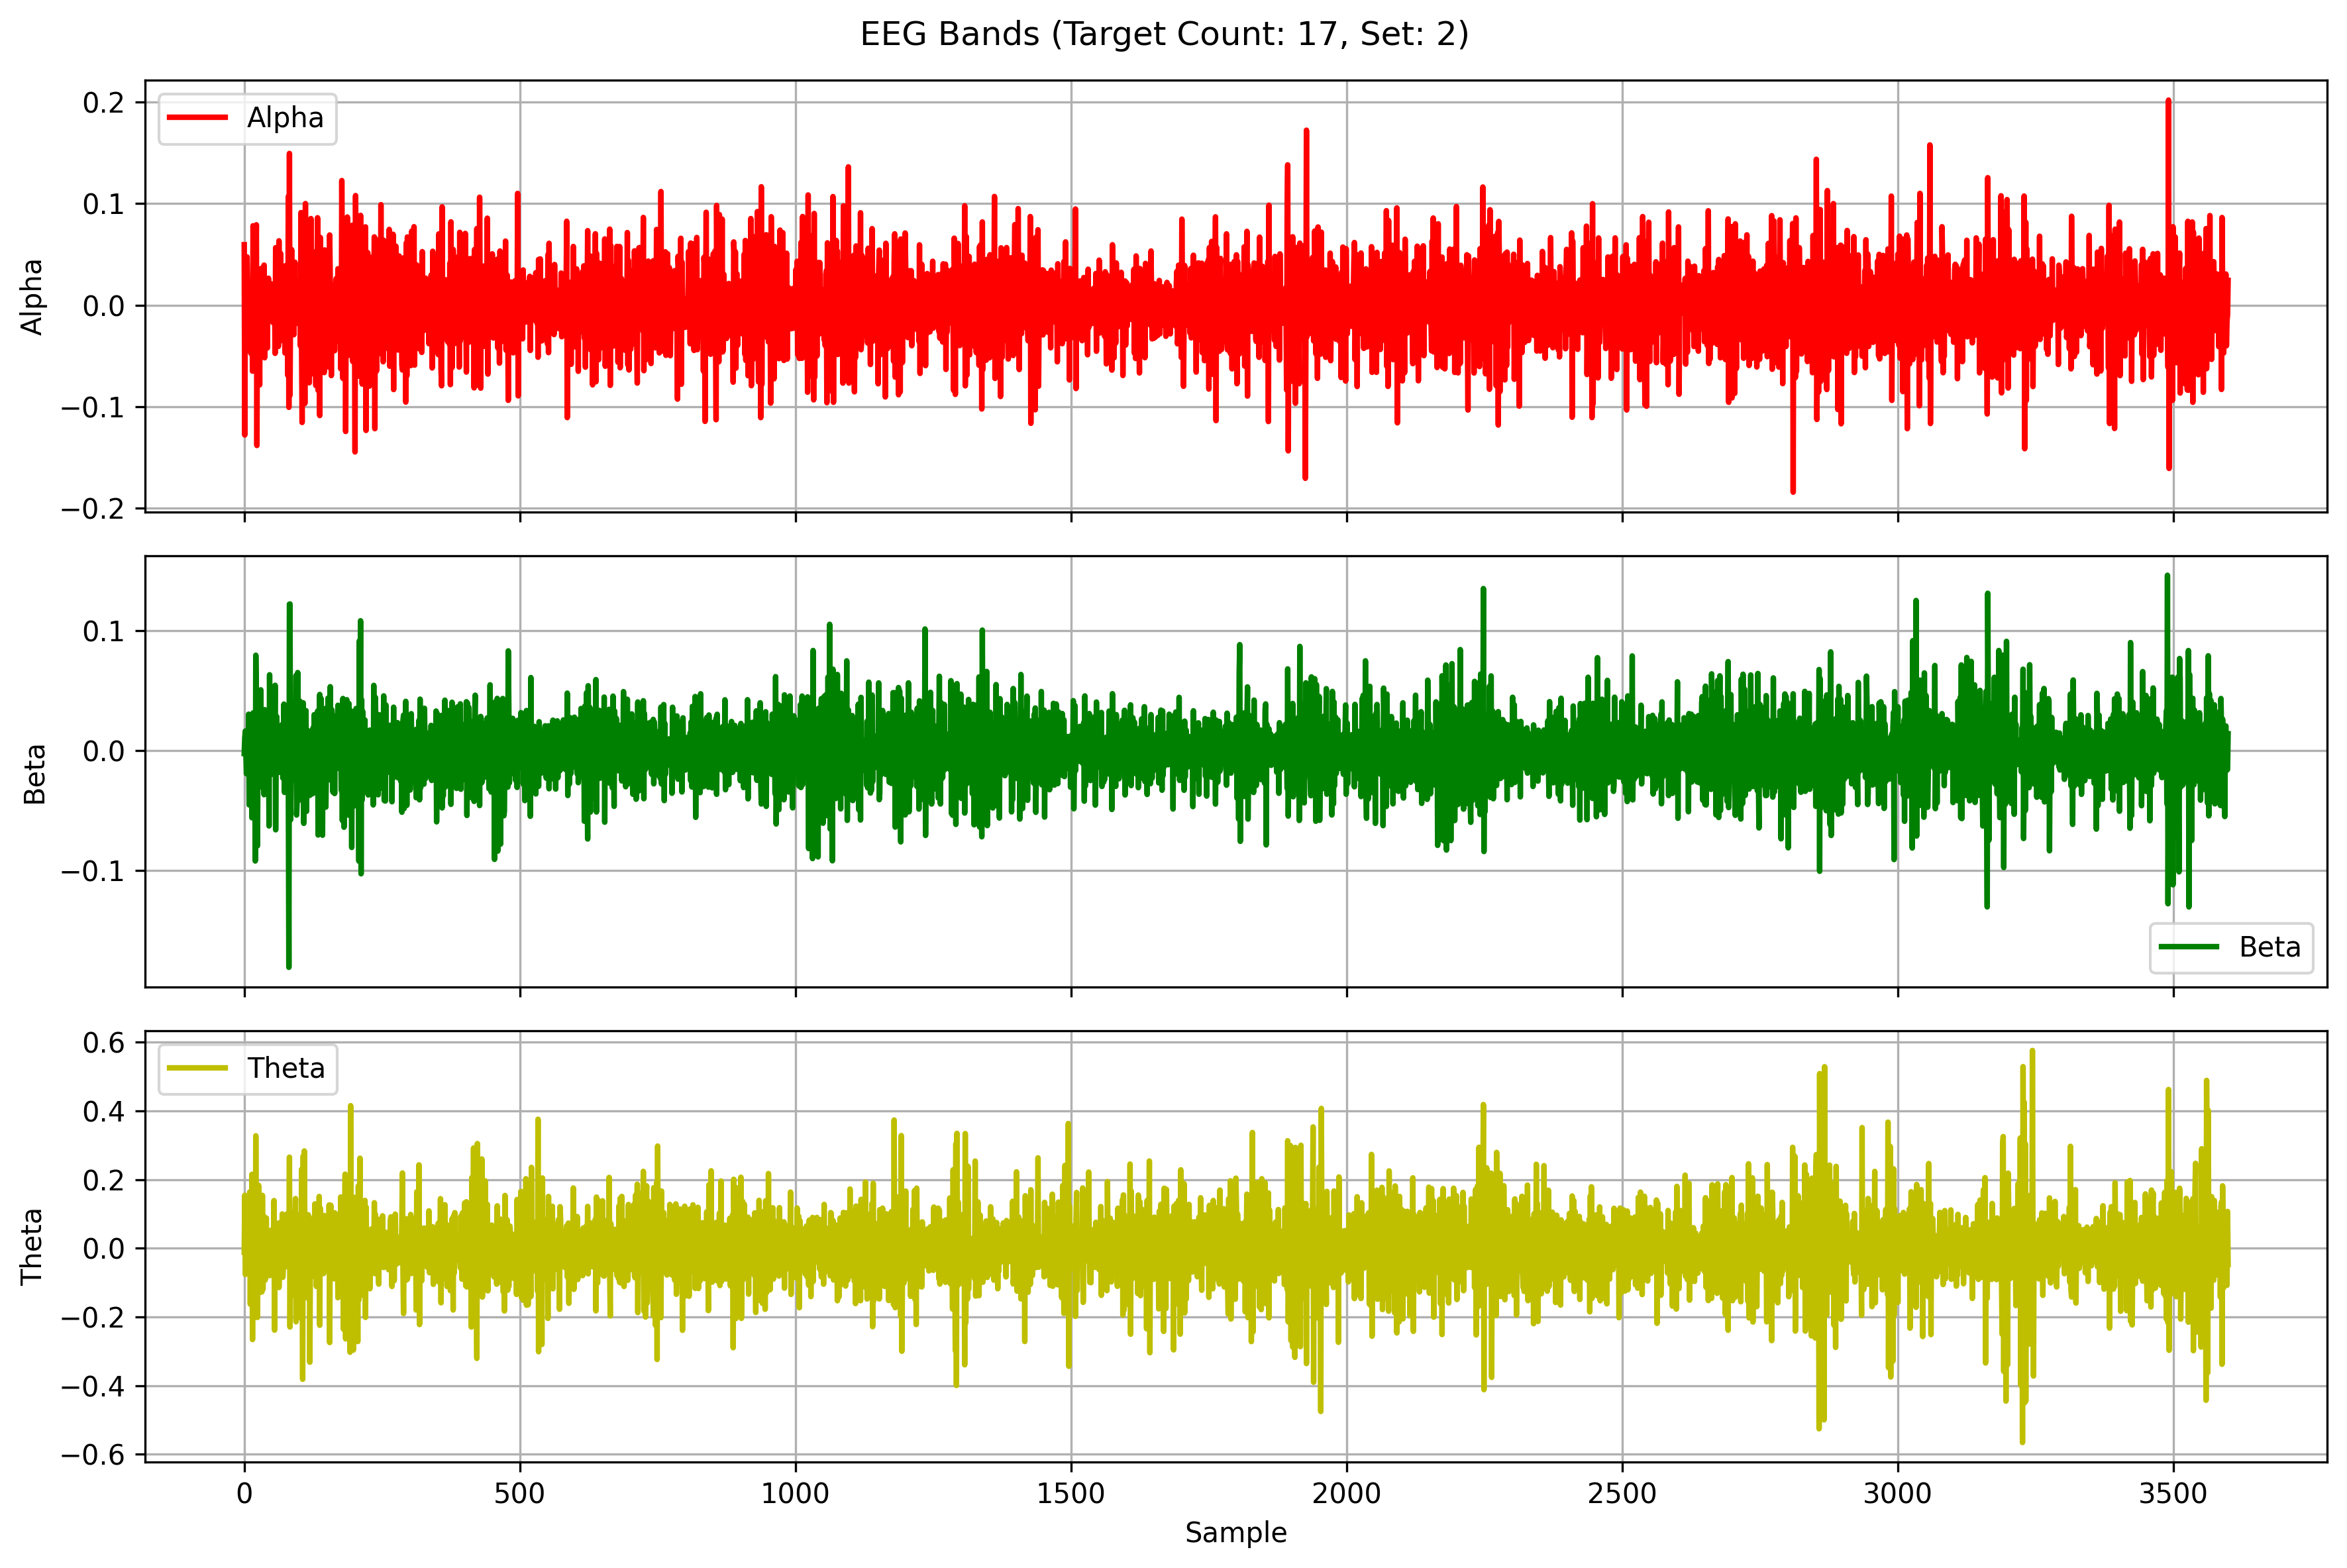 EEG Bands (Target Count: 17, Set: 2)
0.2
0.1
0.0
−0.1
−0.2
Alpha
Alpha
0.1
0.0
−0.1
Beta
Beta
0.6
0.4
0.2
0.0
−0.2
−0.4
−0.6
Theta
Theta
0 500 1000 1500 2000 2500 3000 3500
Sample